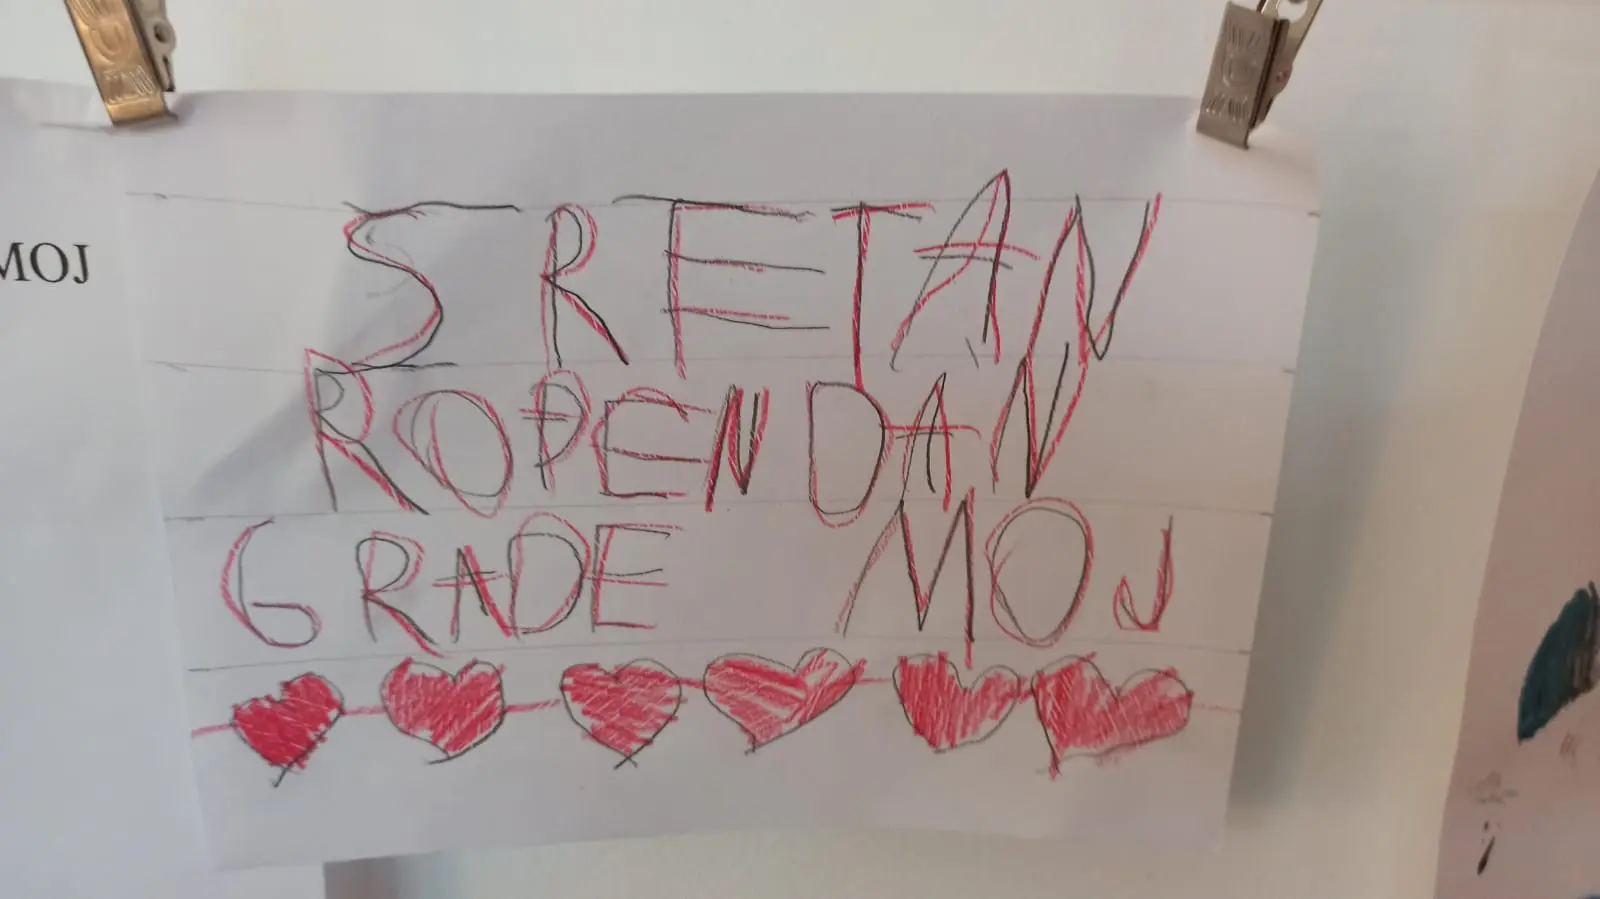 MOJ
SRETAN
ROPENDAN
GRADE MOJ